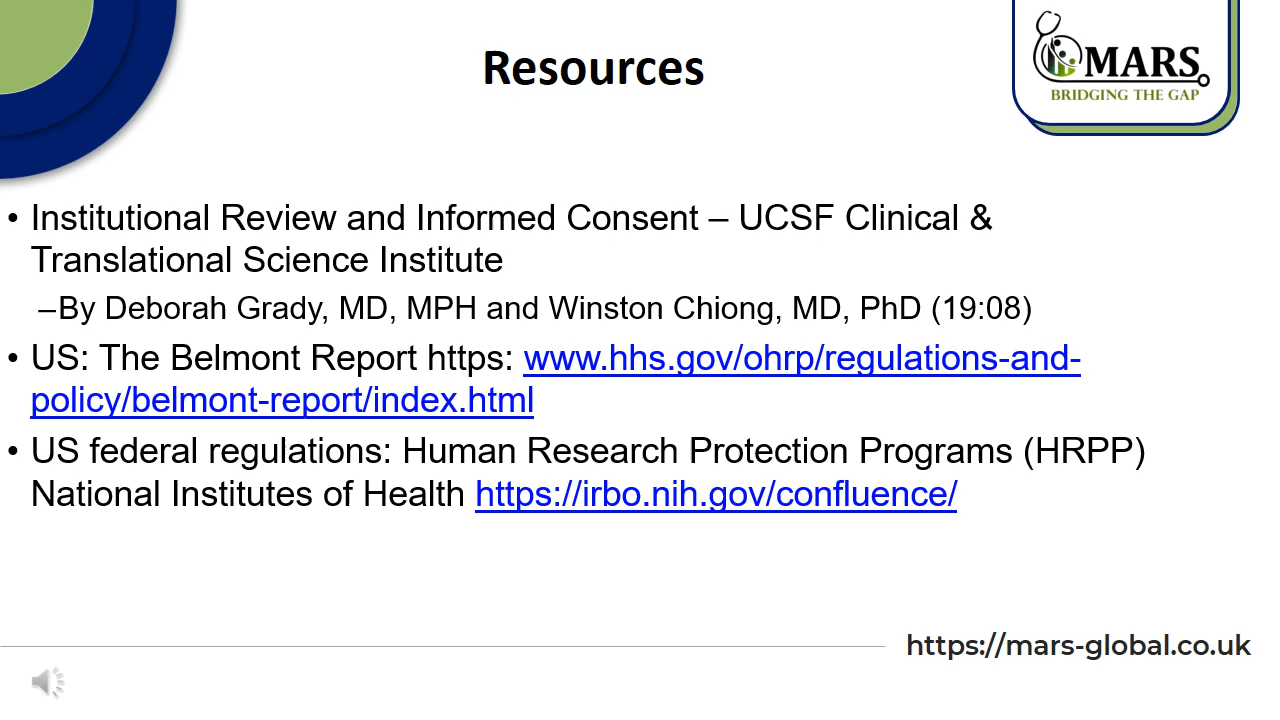 Resources
MARS
BRIDGING THE GAP
• Institutional Review and Informed Consent – UCSF Clinical &
Translational Science Institute
–By Deborah Grady, MD, MPH and Winston Chiong, MD, PhD (19:08)
• US: The Belmont Report https: www.hhs.gov/ohrp/regulations-and-
policy/belmont-report/index.html
• US federal regulations: Human Research Protection Programs (HRPP)
National Institutes of Health https://irbo.nih.gov/confluence/
https://mars-global.co.uk